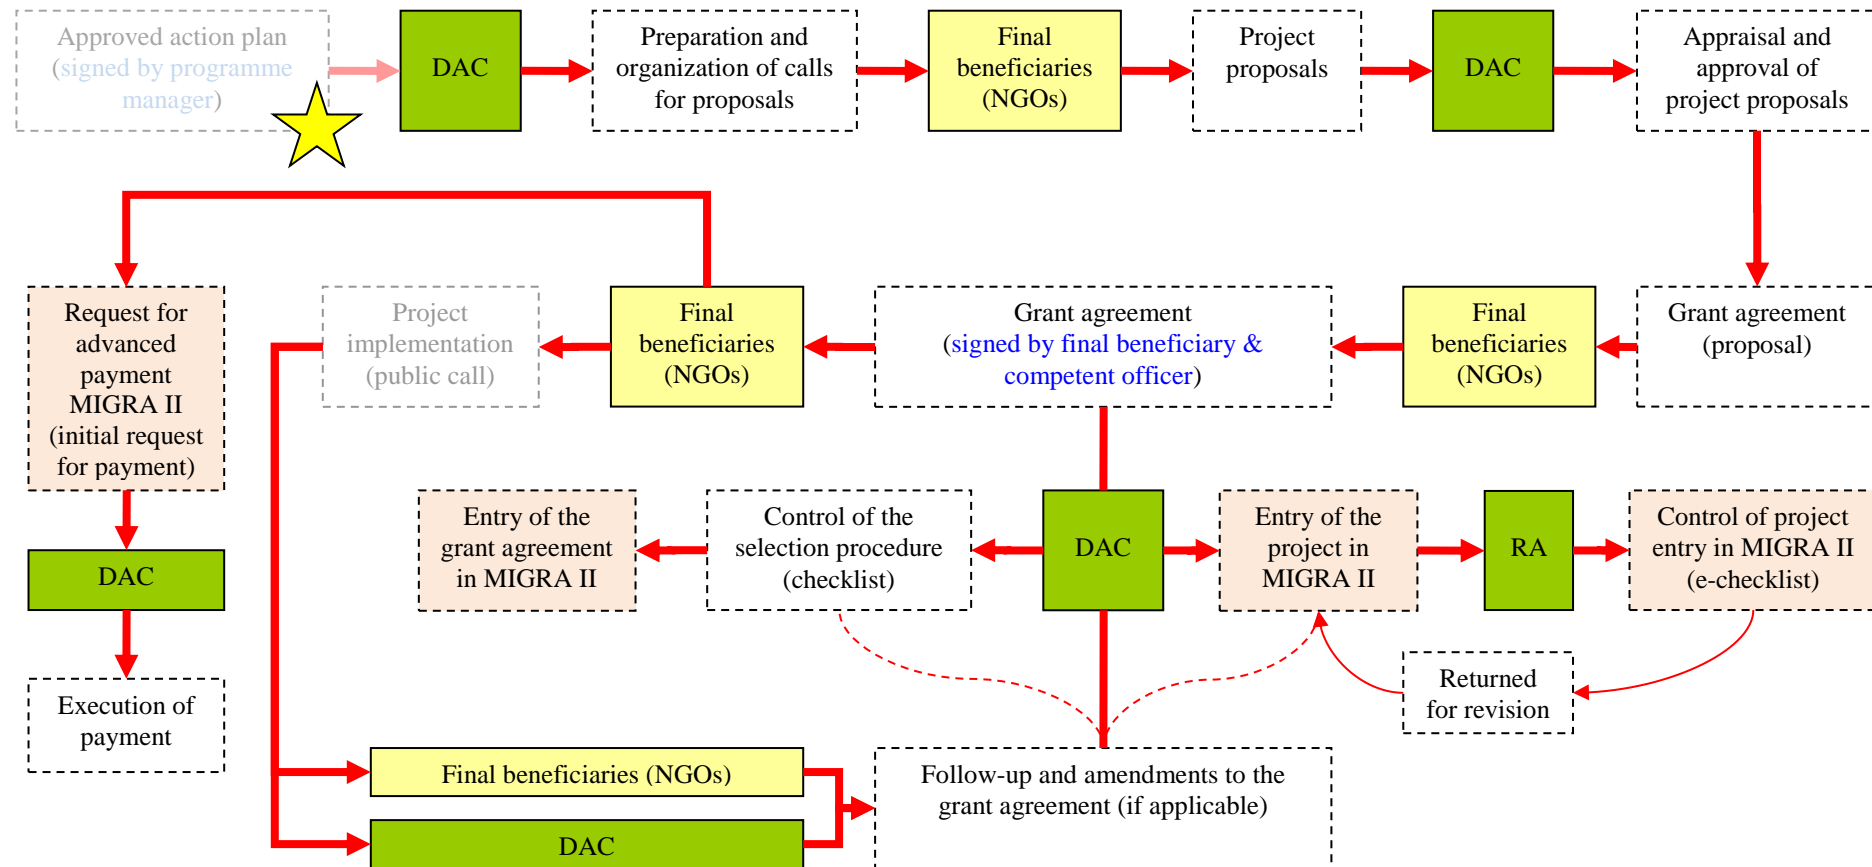 Approved action plan
(signed by programme
manager)
DAC
Preparation and
organization of calls
for proposals
Final
beneficiaries
(NGOs)
Project
proposals
DAC
Appraisal and
approval of
project proposals
Request for
advanced
payment
MIGRA II
(initial request
for payment)
Project
implementation
(public call)
Final
beneficiaries
(NGOs)
Grant agreement
(signed by final beneficiary &
competent officer)
Final
beneficiaries
(NGOs)
Grant agreement
(proposal)
Entry of the
grant agreement
in MIGRA II
Control of the
selection procedure
(checklist)
DAC
Entry of the
project in
MIGRA II
RA
Control of project
entry in MIGRA II
(e-checklist)
DAC
Returned
for revision
Execution of
payment
Final beneficiaries (NGOs)
Follow-up and amendments to the
grant agreement (if applicable)
DAC